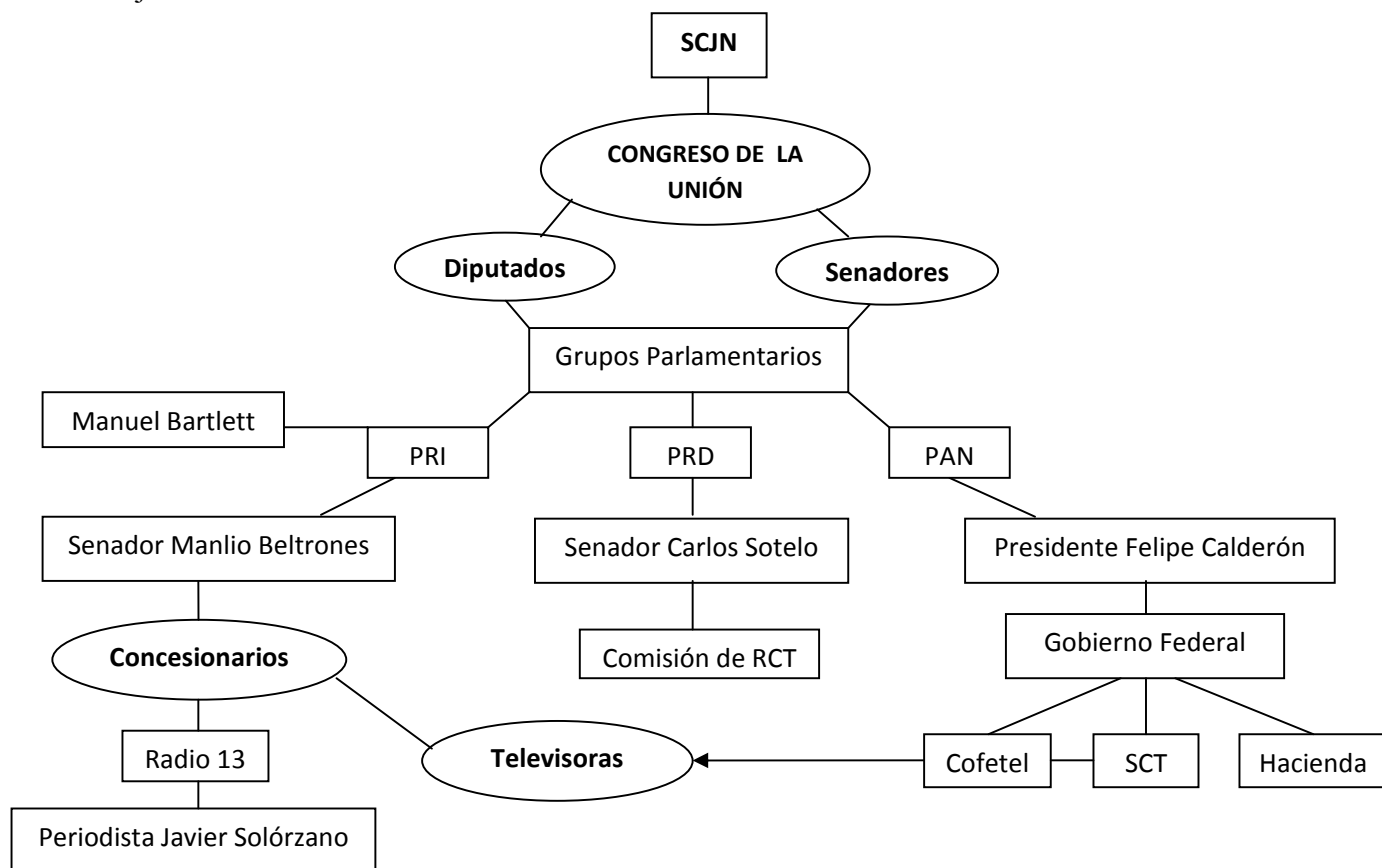 SCJN
CONGRESO DE LA
UNIÓN
Diputados
Senadores
Grupos Parlamentarios
Manuel Bartlett
PRI
PRD
PAN
Senador Manlio Beltrones
Senador Carlos Sotelo
Presidente Felipe Calderón
Concesionarios
Comisión de RCT
Gobierno Federal
Radio 13
Televisoras
Cofetel
SCT
Hacienda
Periodista Javier Solórzano